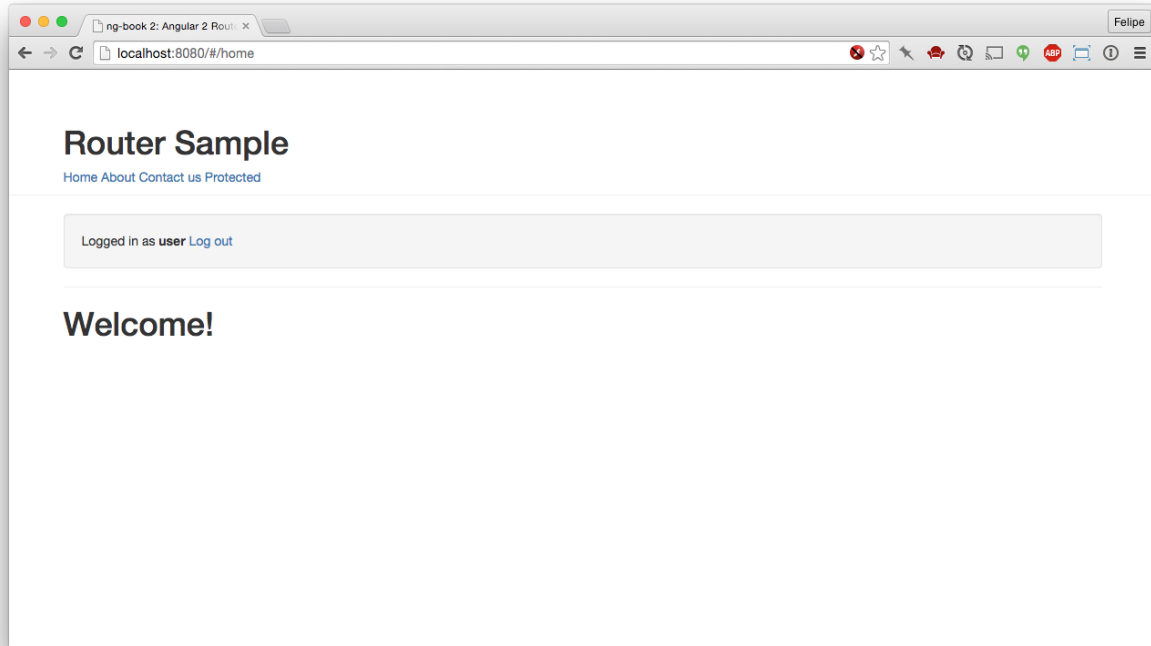 ng-book 2: Angular 2 Rout
Felipe
localhost:8080/#/home
ABP
Router Sample
Home About Contact us Protected
Logged in as user Log out
Welcome!